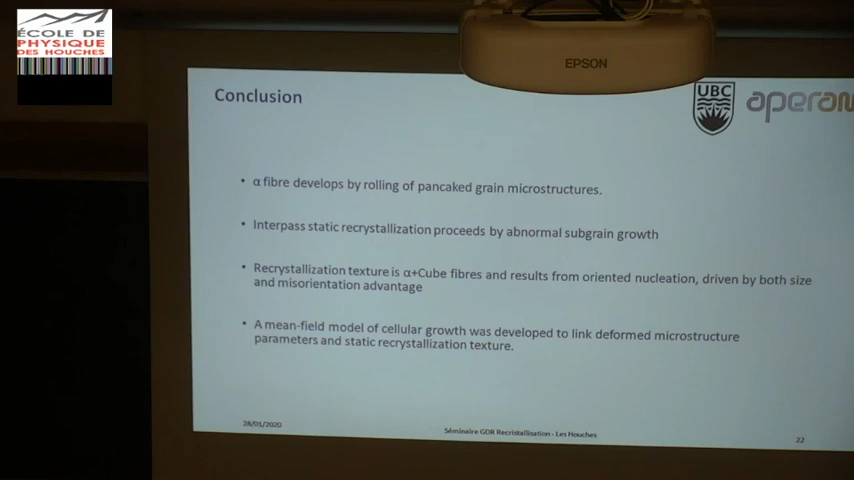 ÉCOLE DE
PHYSIQUE
DES HOUCHES
EPSON
UBC
aperam
Conclusion
• α fibre develops by rolling of pancaked grain microstructures.
• Interpass static recrystallization proceeds by abnormal subgrain growth
• Recrystallization texture is α+Cube fibres and results from oriented nucleation, driven by both size
and misorientation advantage
• A mean-field model of cellular growth was developed to link deformed microstructure
parameters and static recrystallization texture.
28/01/2020
Séminaire GDR Recristallisation - Les Houches
22